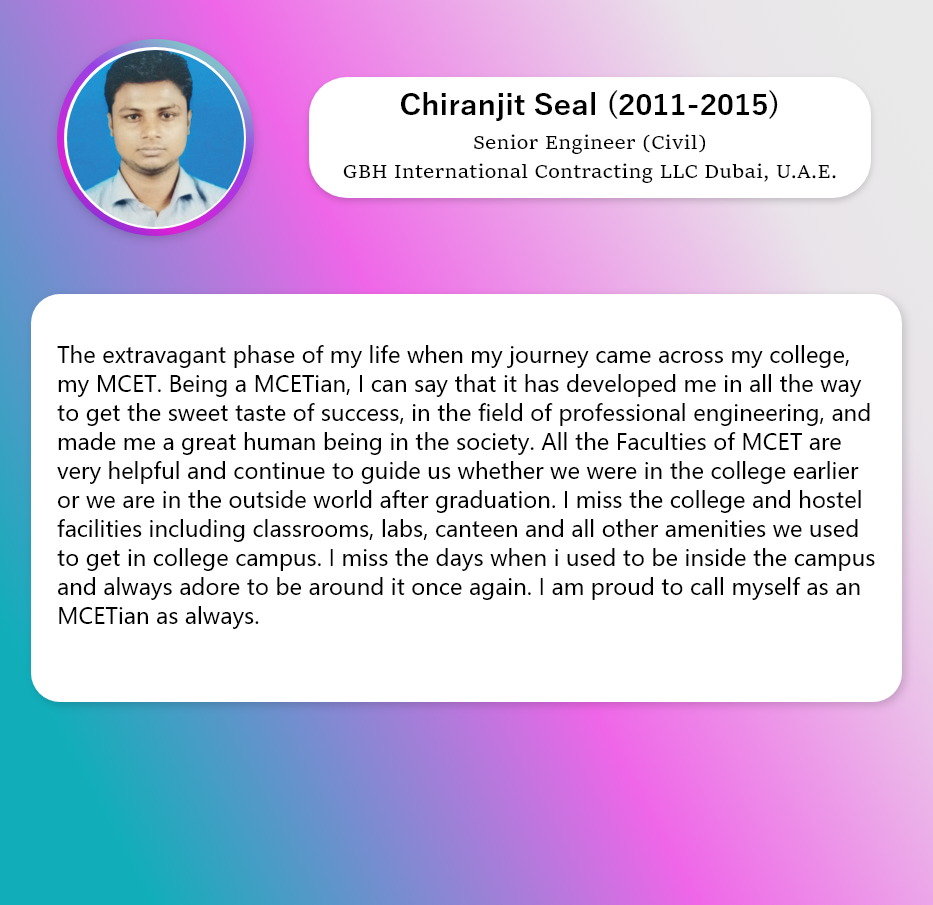 Chiranjit Seal (2011-2015)
Senior Engineer (Civil)
GBH International Contracting LLC Dubai, U.A.E.
The extravagant phase of my life when my journey came across my college,
my MCET. Being a MCETian, I can say that it has developed me in all the way
to get the sweet taste of success, in the field of professional engineering, and
made me a great human being in the society. All the Faculties of MCET are
very helpful and continue to guide us whether we were in the college earlier
or we are in the outside world after graduation. I miss the college and hostel
facilities including classrooms, labs, canteen and all other amenities we used
to get in college campus. I miss the days when i used to be inside the campus
and always adore to be around it once again. I am proud to call myself as an
MCETian as always.